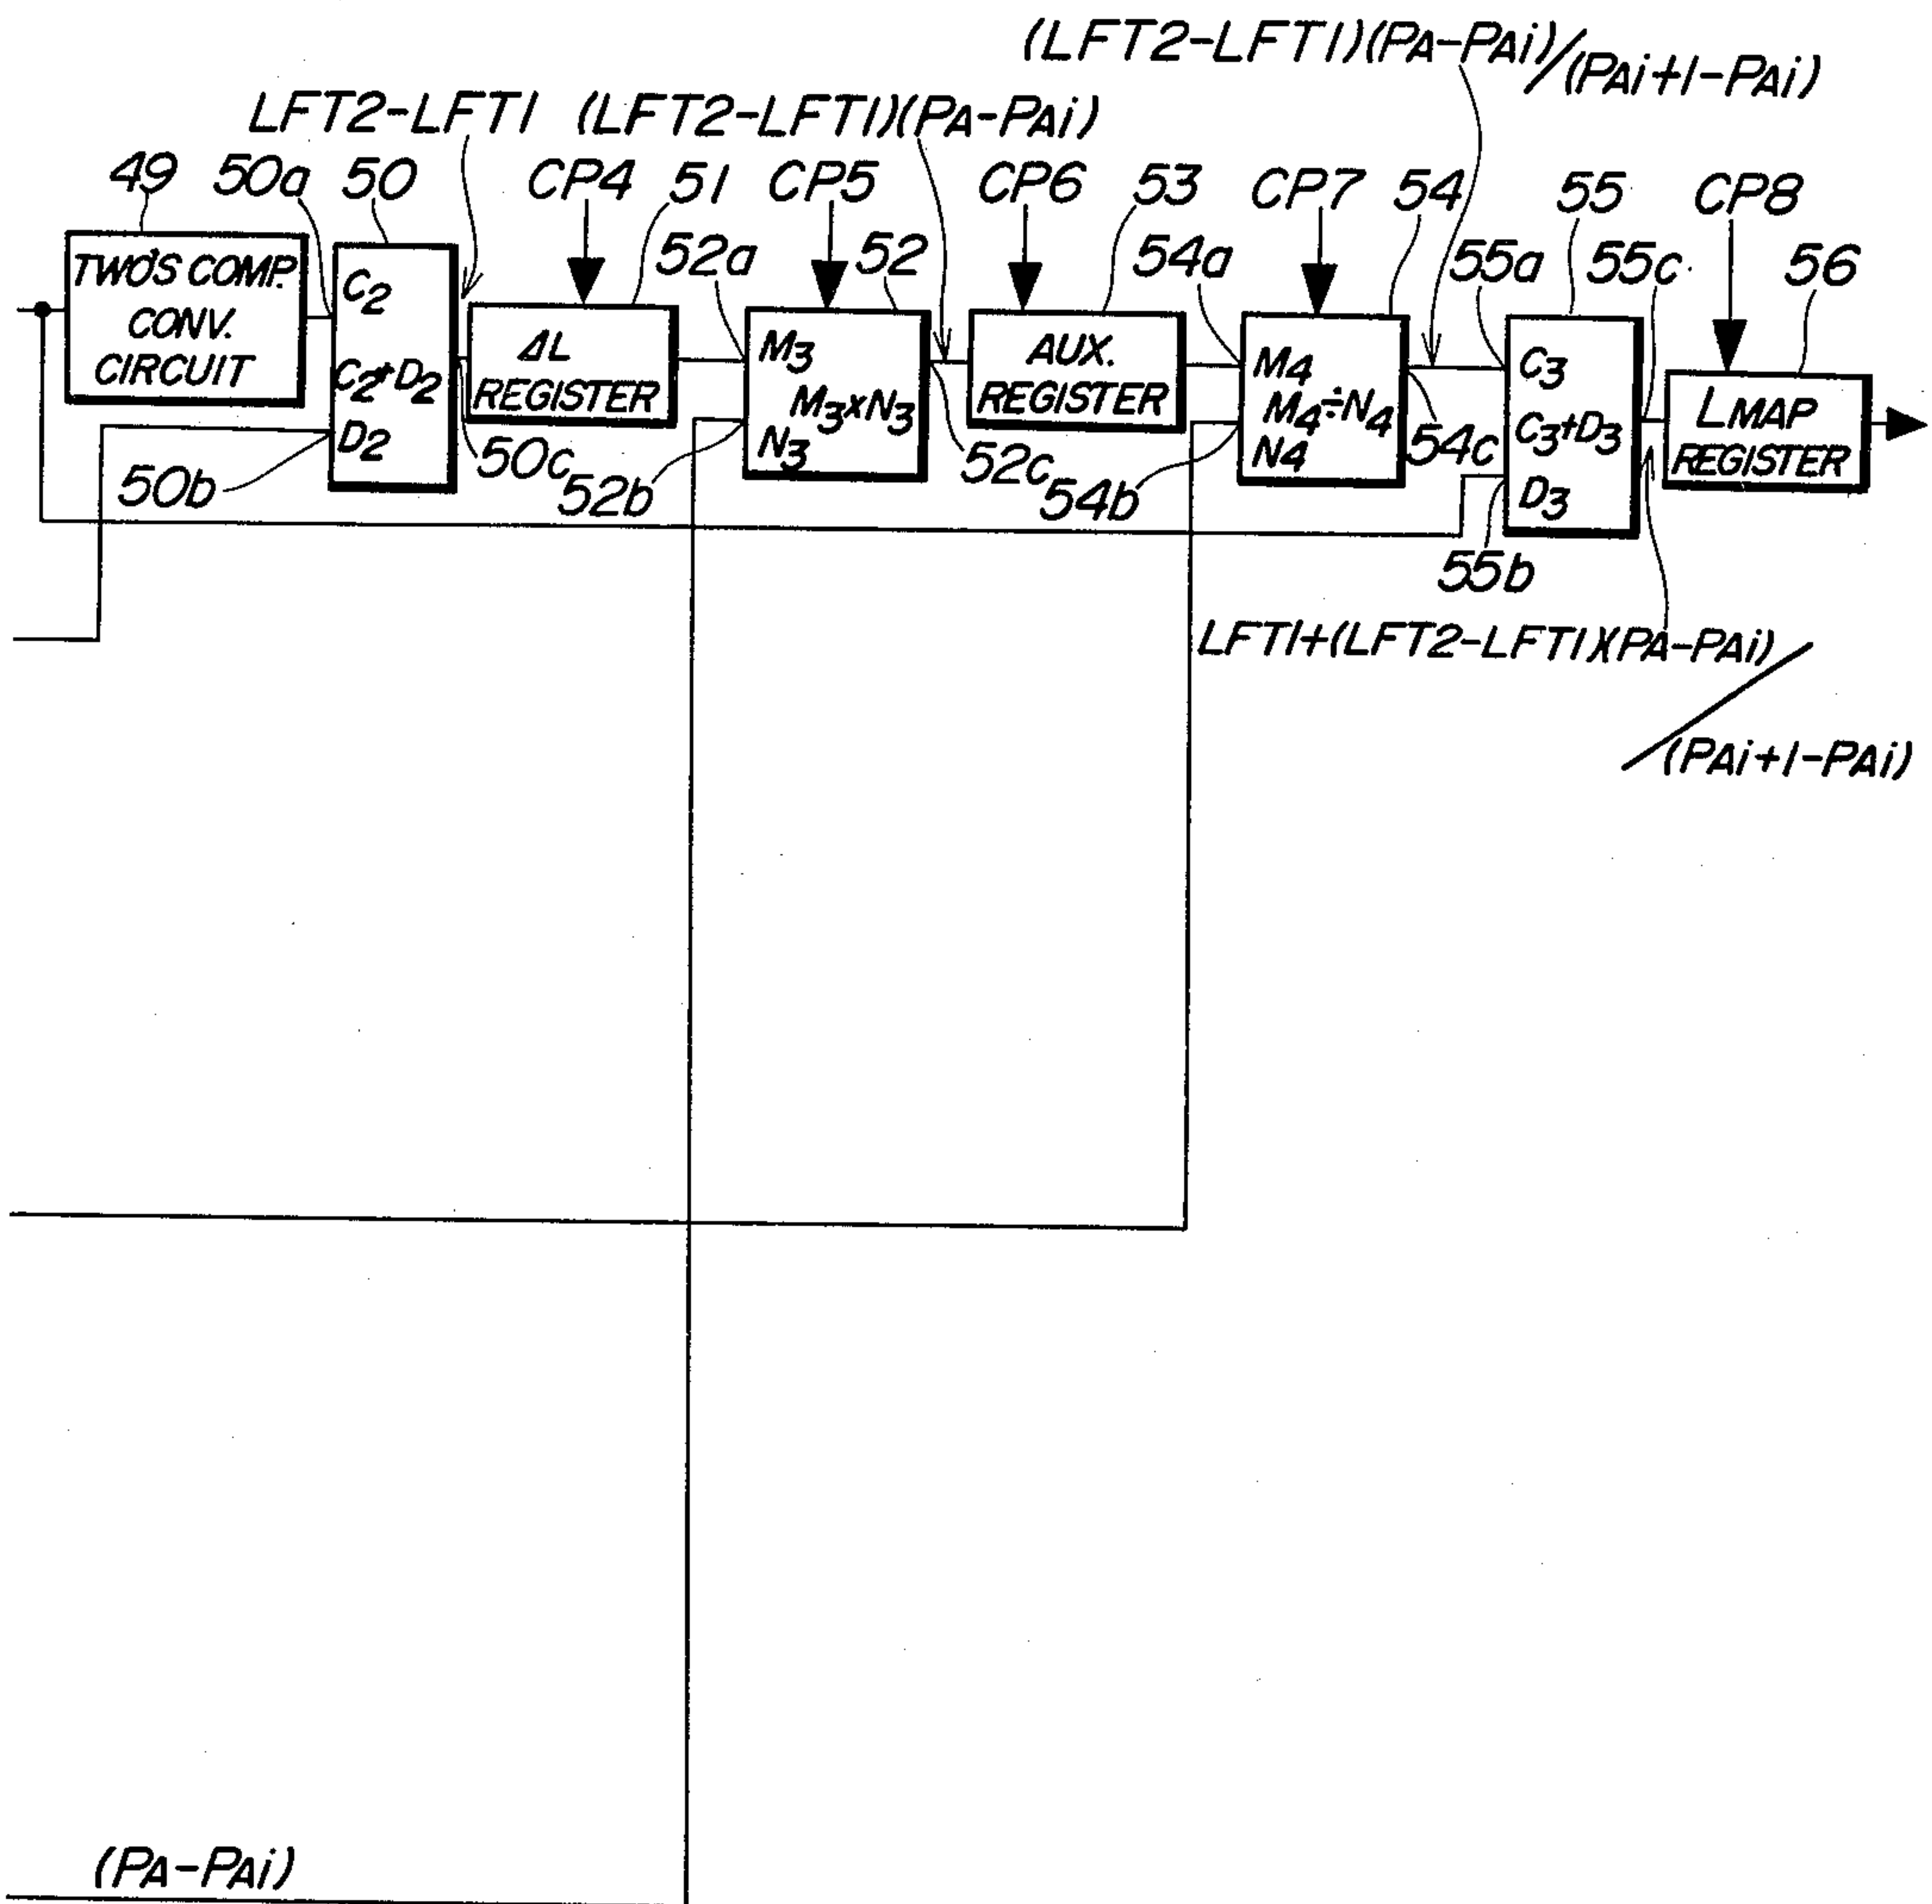 (LFT2-LFT1)(PA-PAi)/(PAi+1-PAi)
LFT2-LFT1 (LFT2-LFT1)(PA-PAi)
49 50a 50 CP4 51 CP5 CP6 53 CP7 54 55 CP8
52a 52 54a 55a 55c 56
TWO'S COMP.
CONV.
CIRCUIT
C2
C2+D2
D2
ΔL
REGISTER
M3
M3×N3
N3
AUX.
REGISTER
M4
M4÷N4
N4
C3
C3+D3
D3
LMAP
REGISTER
50b 50c 52b 52c 54b 54c
55b
LFT1+(LFT2-LFT1)(PA-PAi)/
(PAi+1-PAi)
(PA-PAi)